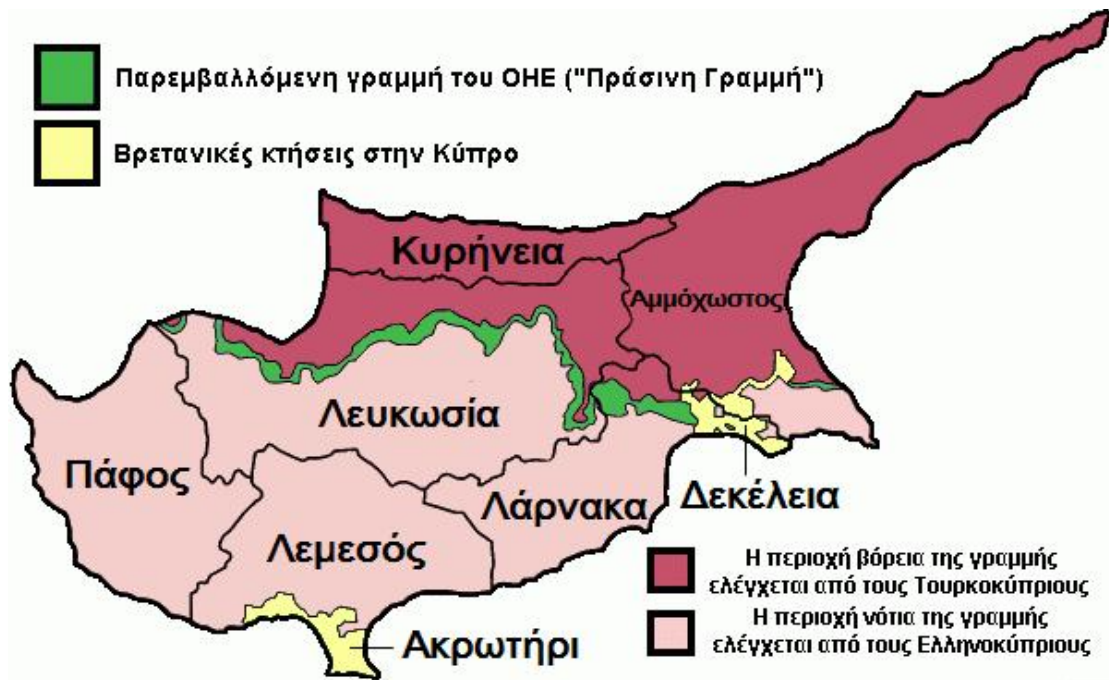 Παρεμβαλλόμενη γραμμή του ΟΗΕ ("Πράσινη Γραμμή")
Βρετανικές κτήσεις στην Κύπρο
Κυρήνεια
Αμμόχωστος
Λευκωσία
Πάφος
Λάρνακα
Δεκέλεια
Λεμεσός
Ακρωτήρι
Η περιοχή βόρεια της γραμμής
ελέγχεται από τους Τουρκοκύπριους
Η περιοχή νότια της γραμμής
ελέγχεται από τους Ελληνοκύπριους